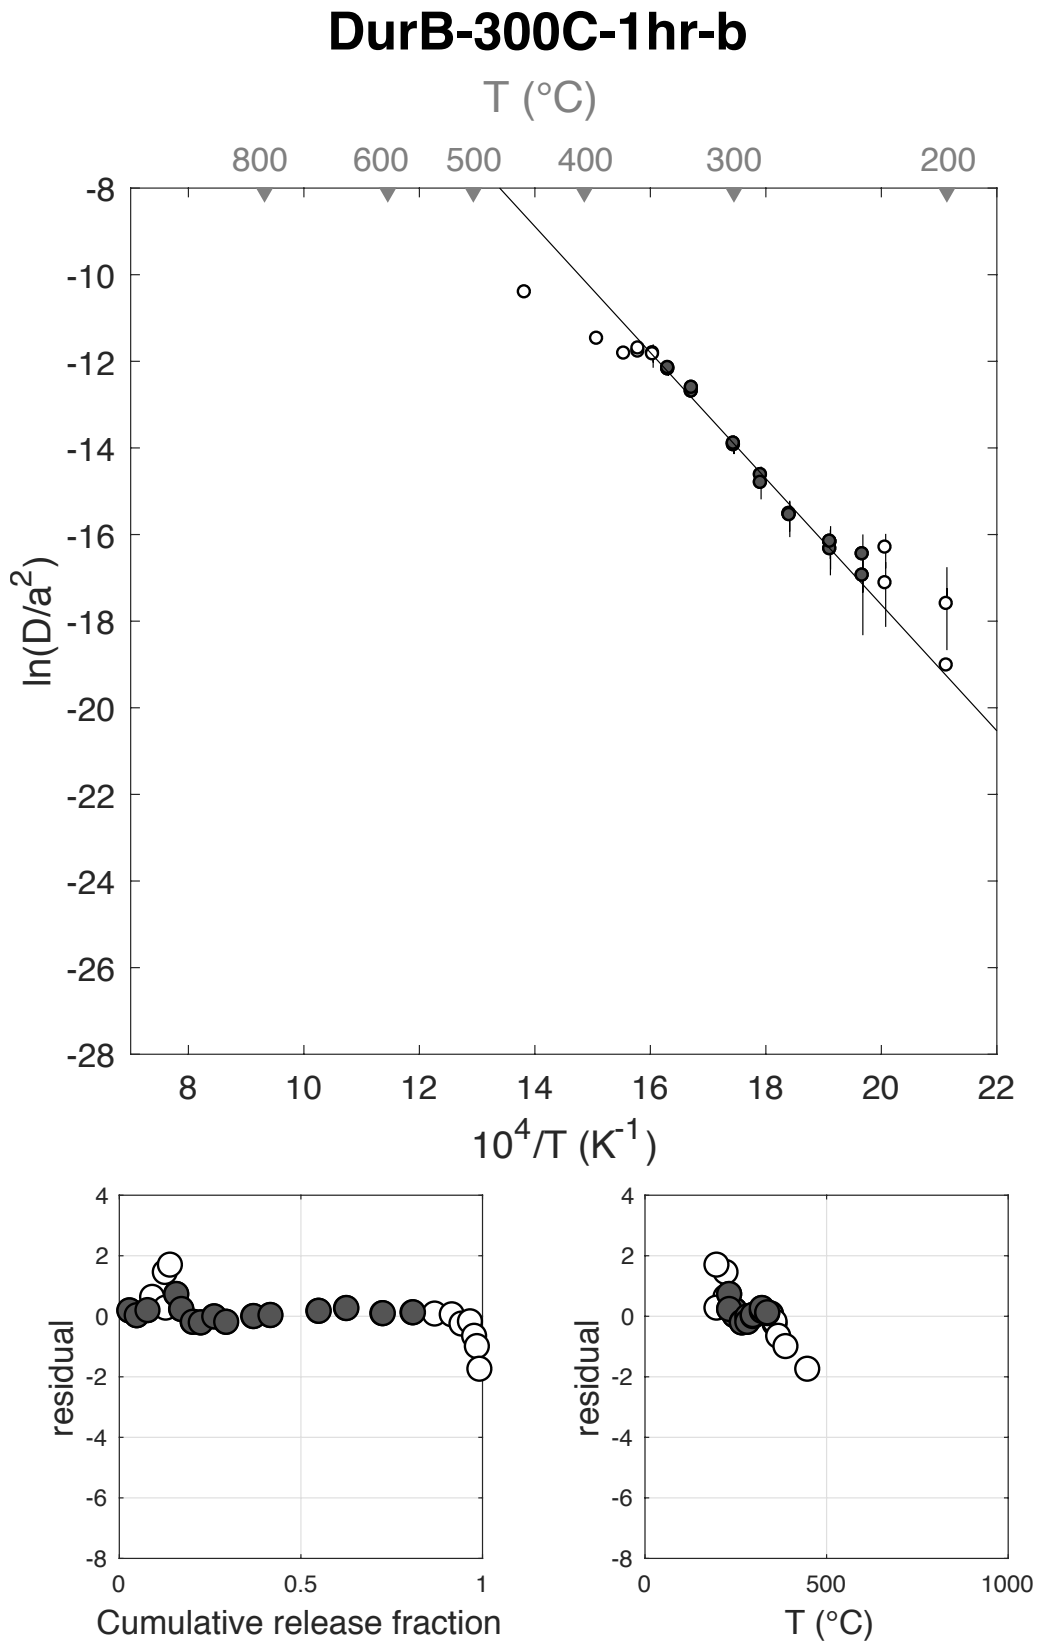 DurB-300C-1hr-b
T (°C)
800 600 500 400 300 200
-8
-10
-12
-14
-16
-18
-20
-22
-24
-26
-28
ln(D/a²)
8 10 12 14 16 18 20 22
10⁴/T (K⁻¹)
4
2
0
-2
-4
-6
-8
residual
0 0.5 1
Cumulative release fraction
4
2
0
-2
-4
-6
-8
residual
0 500 1000
T (°C)